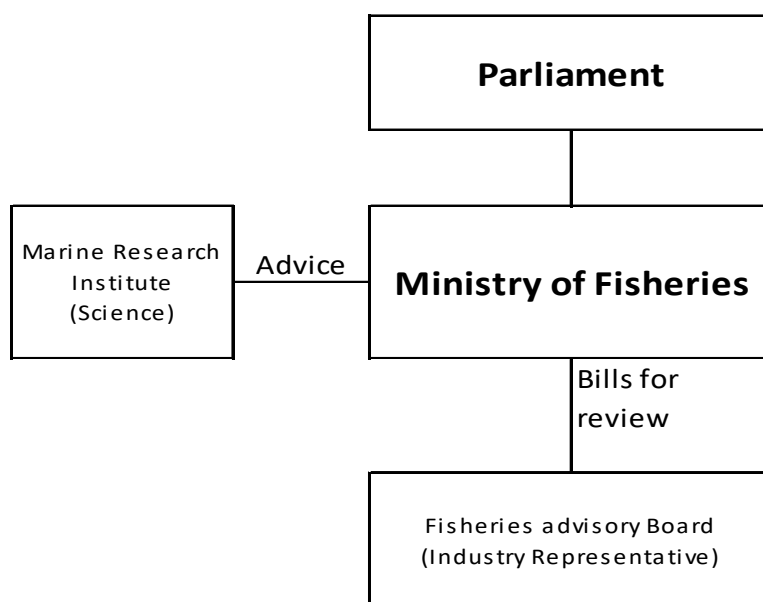 Parliament
Marine Research
Institute
(Science)
Advice
Ministry of Fisheries
Bills for
review
Fisheries advisory Board
(Industry Representative)